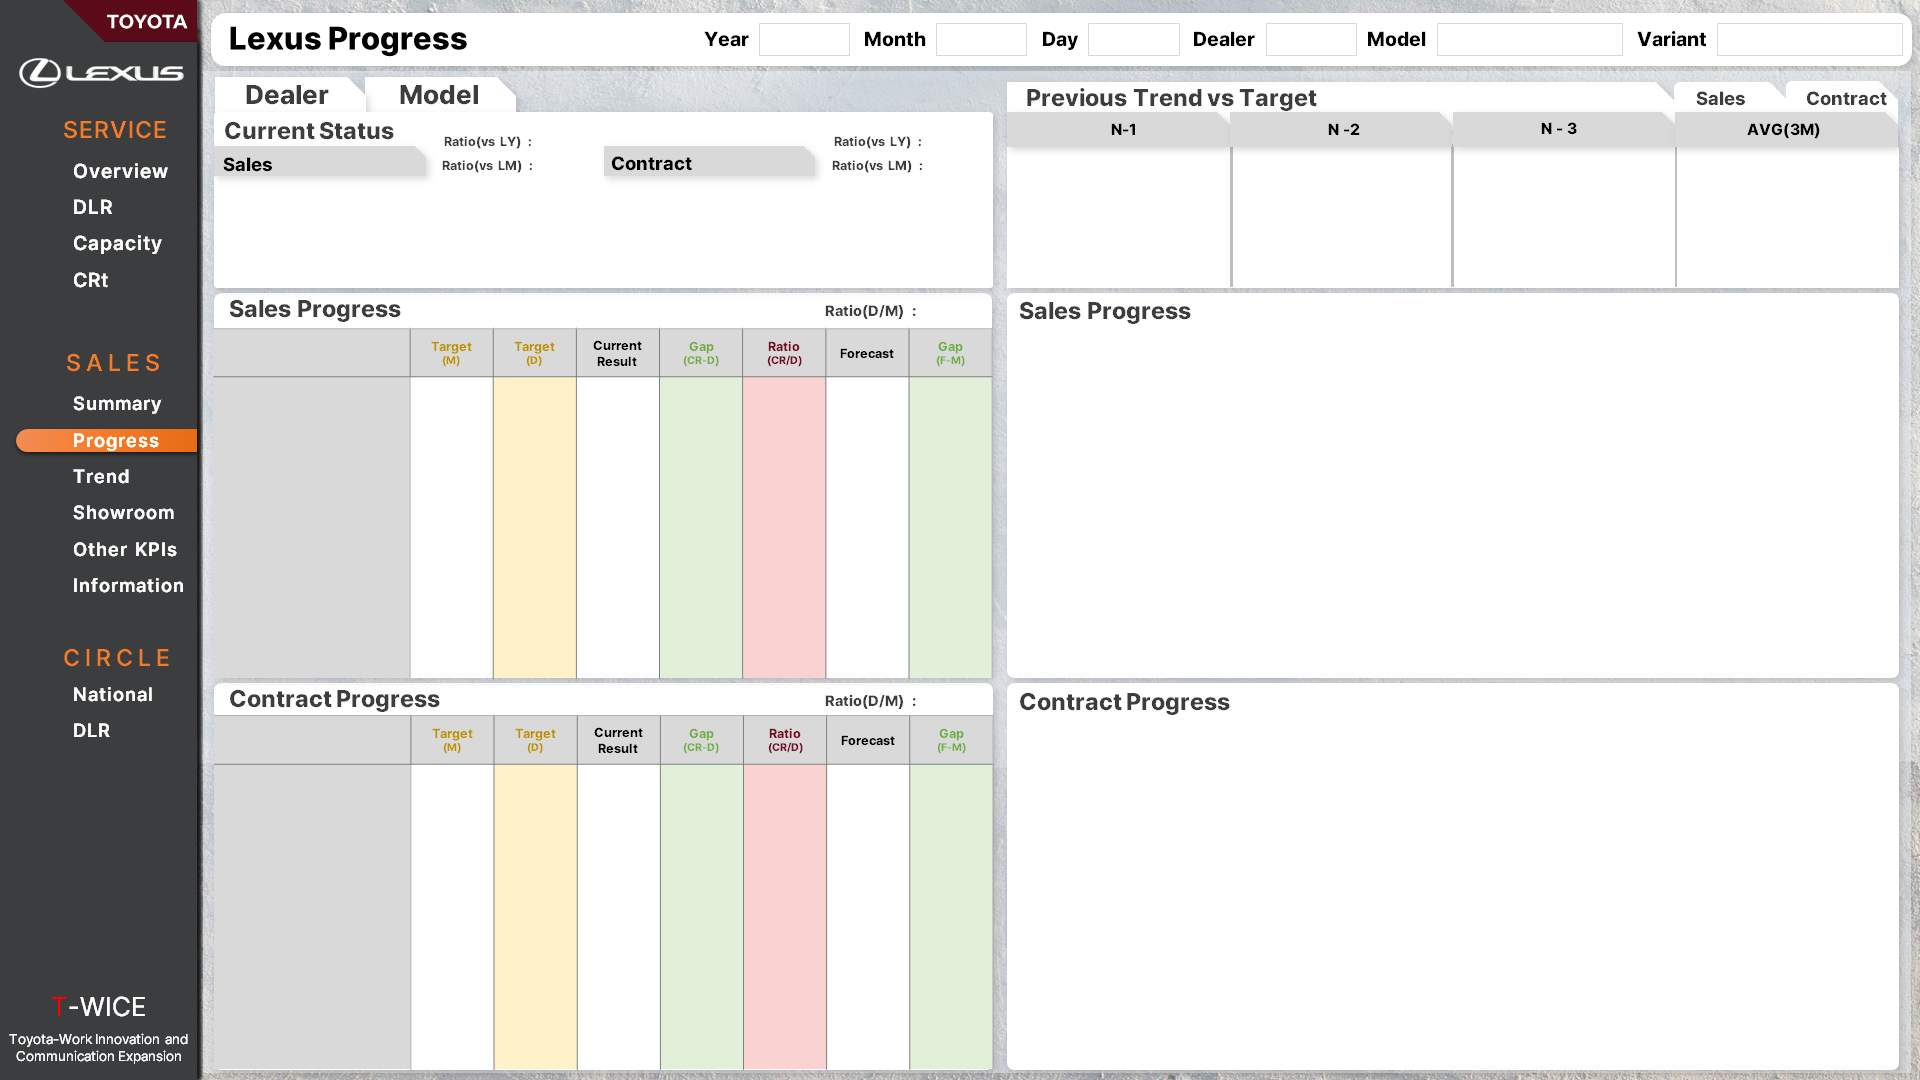 TOYOTA
LEXUS
SERVICE
Overview
DLR
Capacity
CRt
SALES
Summary
Progress
Trend
Showroom
Other KPIs
Information
CIRCLE
National
DLR
T-WICE
Toyota-Work Innovation and
Communication Expansion
Lexus Progress
Year
Month
Day
Dealer
Model
Variant
Dealer
Model
Current Status
Sales
Ratio(vs LY) :
Ratio(vs LM) :
Contract
Ratio(vs LY) :
Ratio(vs LM) :
Previous Trend vs Target
Sales
Contract
N-1
N -2
N - 3
AVG(3M)
Sales Progress
Ratio(D/M) :
Target
(M)
Target
(D)
Current
Result
Gap
(CR-D)
Ratio
(CR/D)
Forecast
Gap
(F-M)
Sales Progress
Contract Progress
Ratio(D/M) :
Target
(M)
Target
(D)
Current
Result
Gap
(CR-D)
Ratio
(CR/D)
Forecast
Gap
(F-M)
Contract Progress